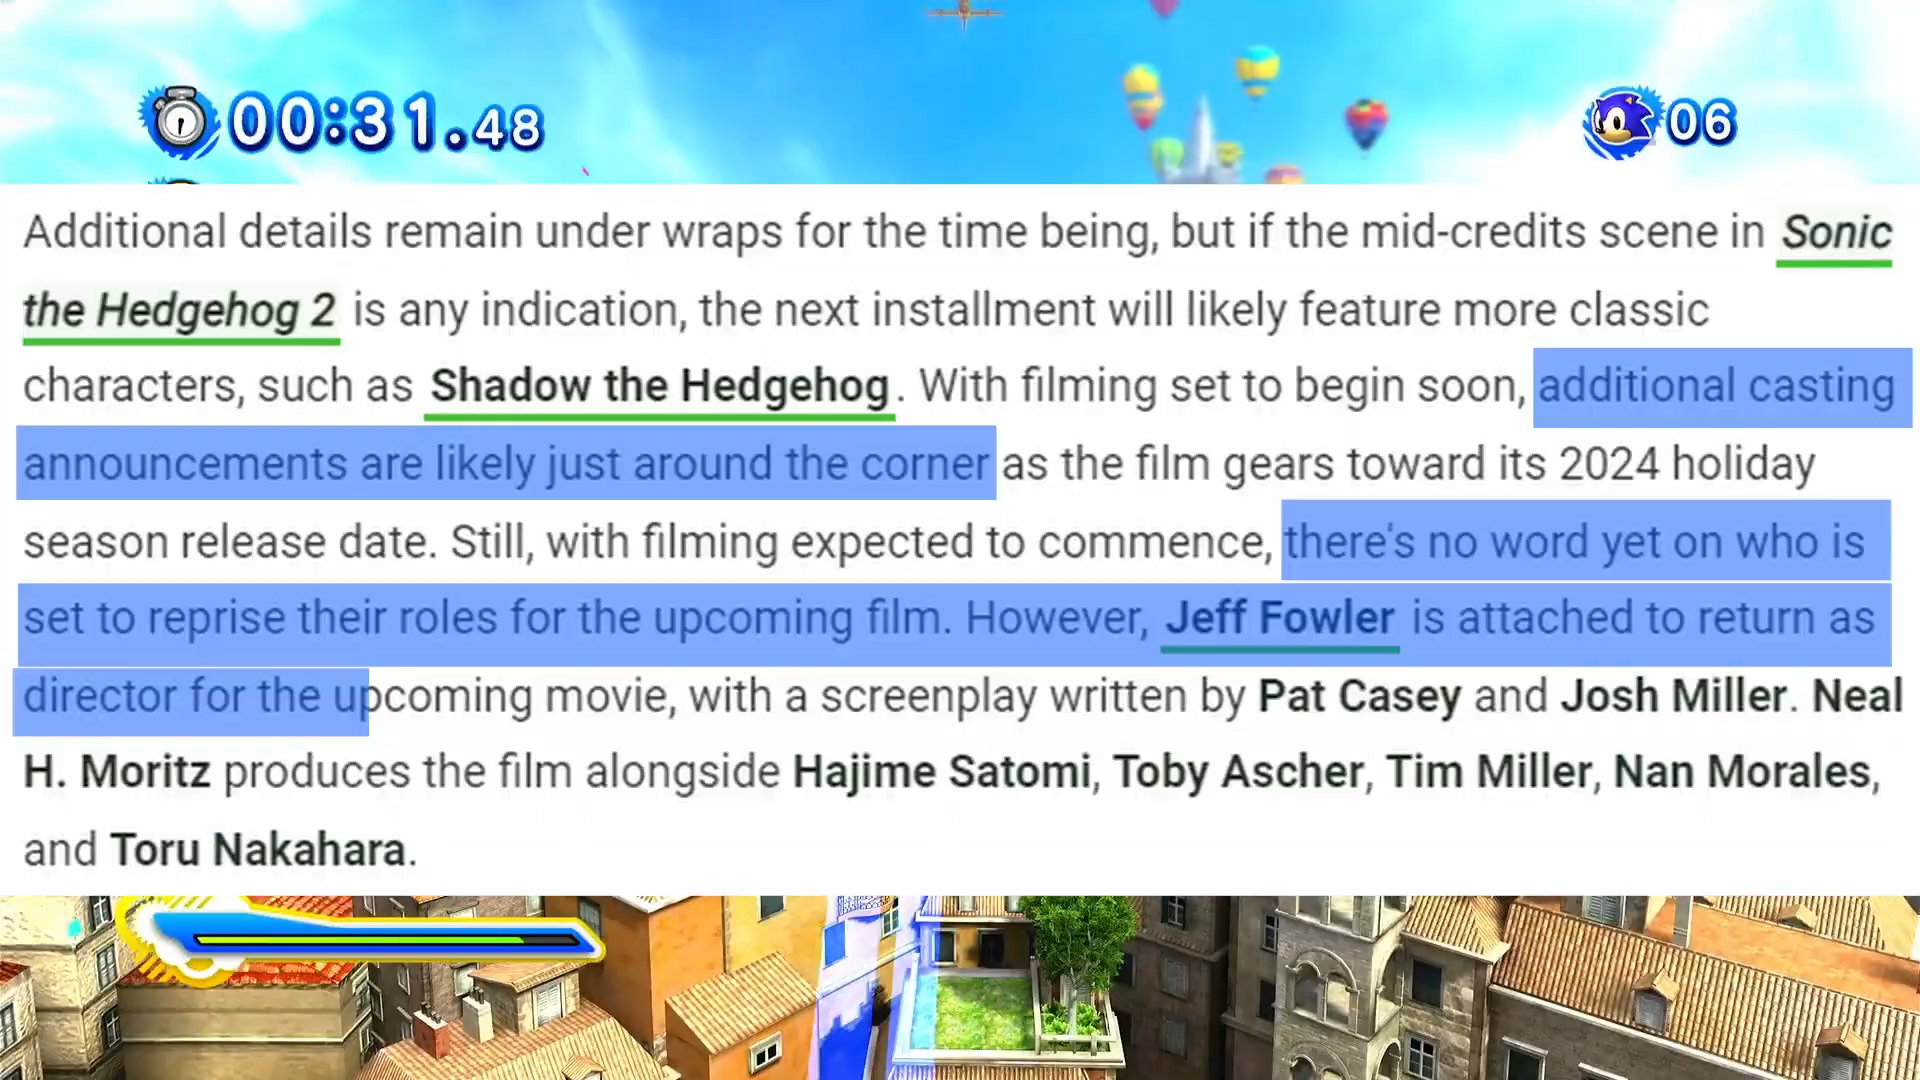 00:31.48
06
Additional details remain under wraps for the time being, but if the mid-credits scene in Sonic
the Hedgehog 2 is any indication, the next installment will likely feature more classic
characters, such as Shadow the Hedgehog. With filming set to begin soon, additional casting
announcements are likely just around the corner as the film gears toward its 2024 holiday
season release date. Still, with filming expected to commence, there's no word yet on who is
set to reprise their roles for the upcoming film. However, Jeff Fowler is attached to return as
director for the upcoming movie, with a screenplay written by Pat Casey and Josh Miller. Neal
H. Moritz produces the film alongside Hajime Satomi, Toby Ascher, Tim Miller, Nan Morales,
and Toru Nakahara.